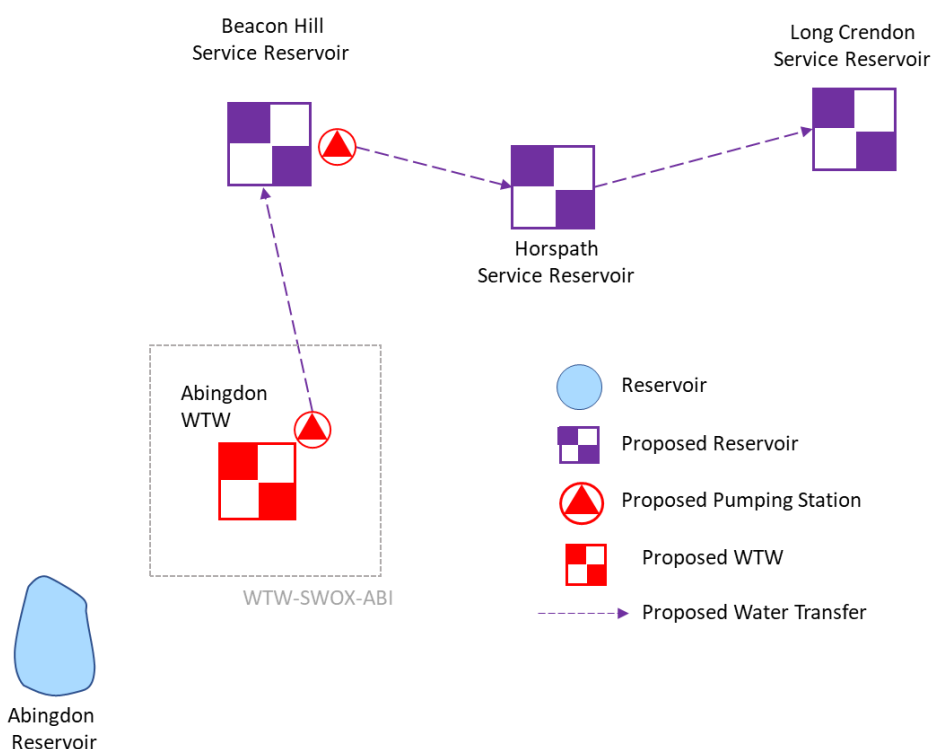 Beacon Hill
Service Reservoir
Long Crendon
Service Reservoir
Horspath
Service Reservoir
Abingdon
WTW
WTW-SWOX-ABI
Abingdon
Reservoir
Reservoir
Proposed Reservoir
Proposed Pumping Station
Proposed WTW
Proposed Water Transfer